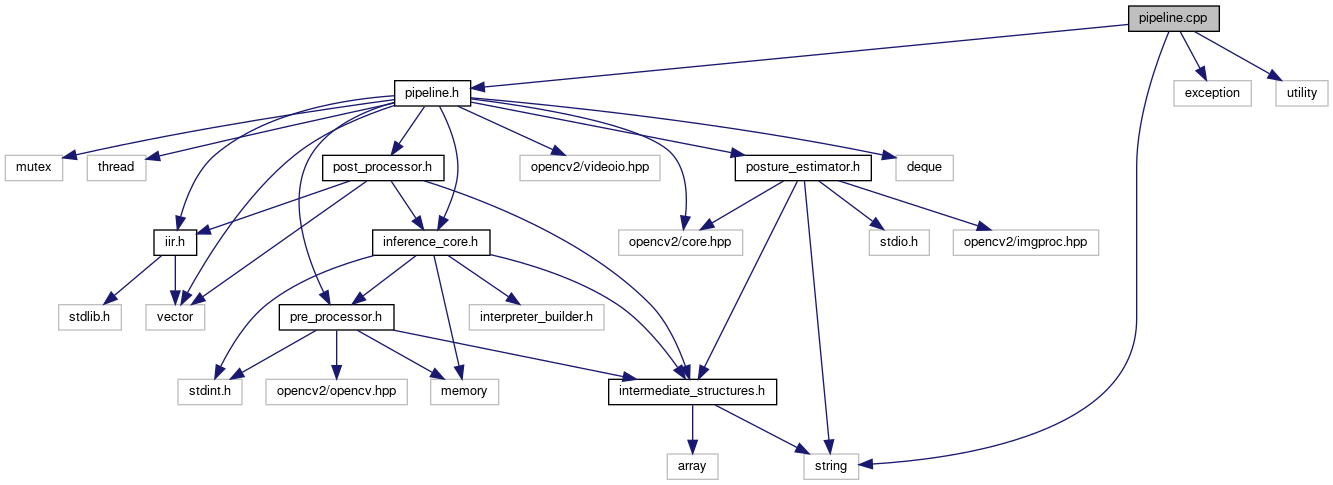 pipeline.cpp
pipeline.h
exception
utility
mutex
thread
post_processor.h
opencv2/videoio.hpp
posture_estimator.h
deque
iir.h
inference_core.h
opencv2/core.hpp
stdio.h
opencv2/imgproc.hpp
stdlib.h
vector
pre_processor.h
interpreter_builder.h
stdint.h
opencv2/opencv.hpp
memory
intermediate_structures.h
array
string